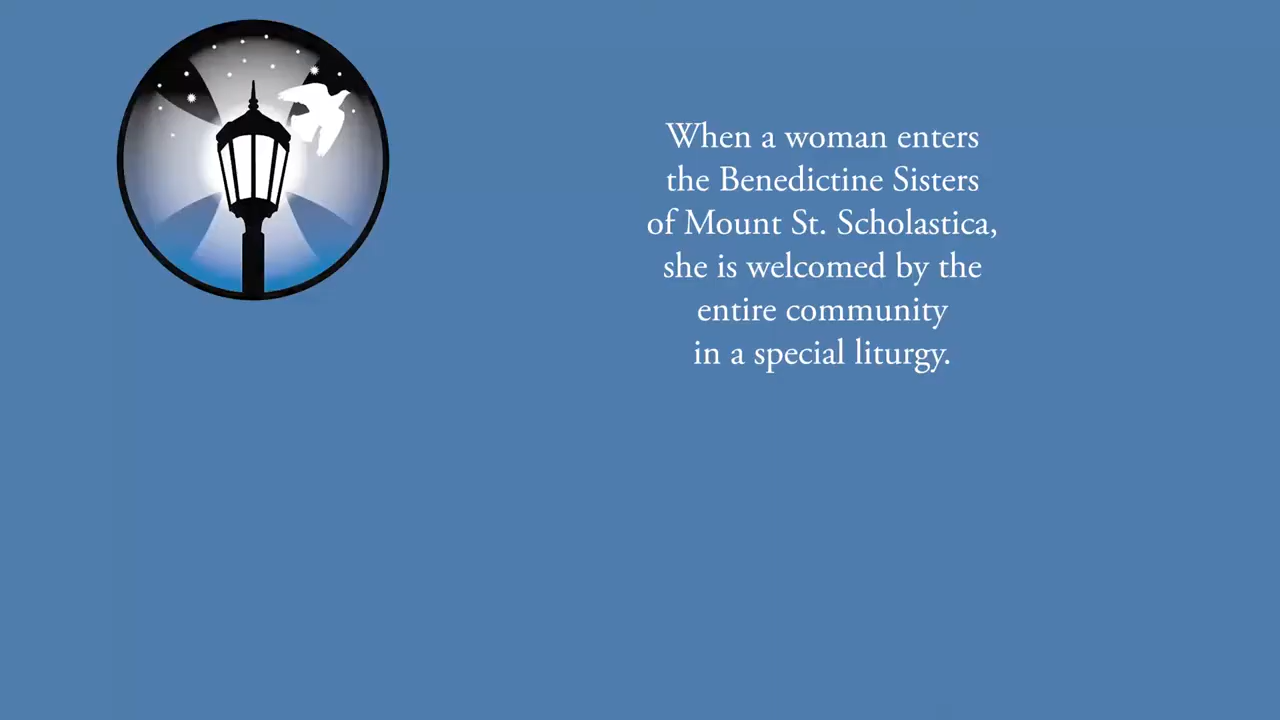 When a woman enters
the Benedictine Sisters
of Mount St. Scholastica,
she is welcomed by the
entire community
in a special liturgy.